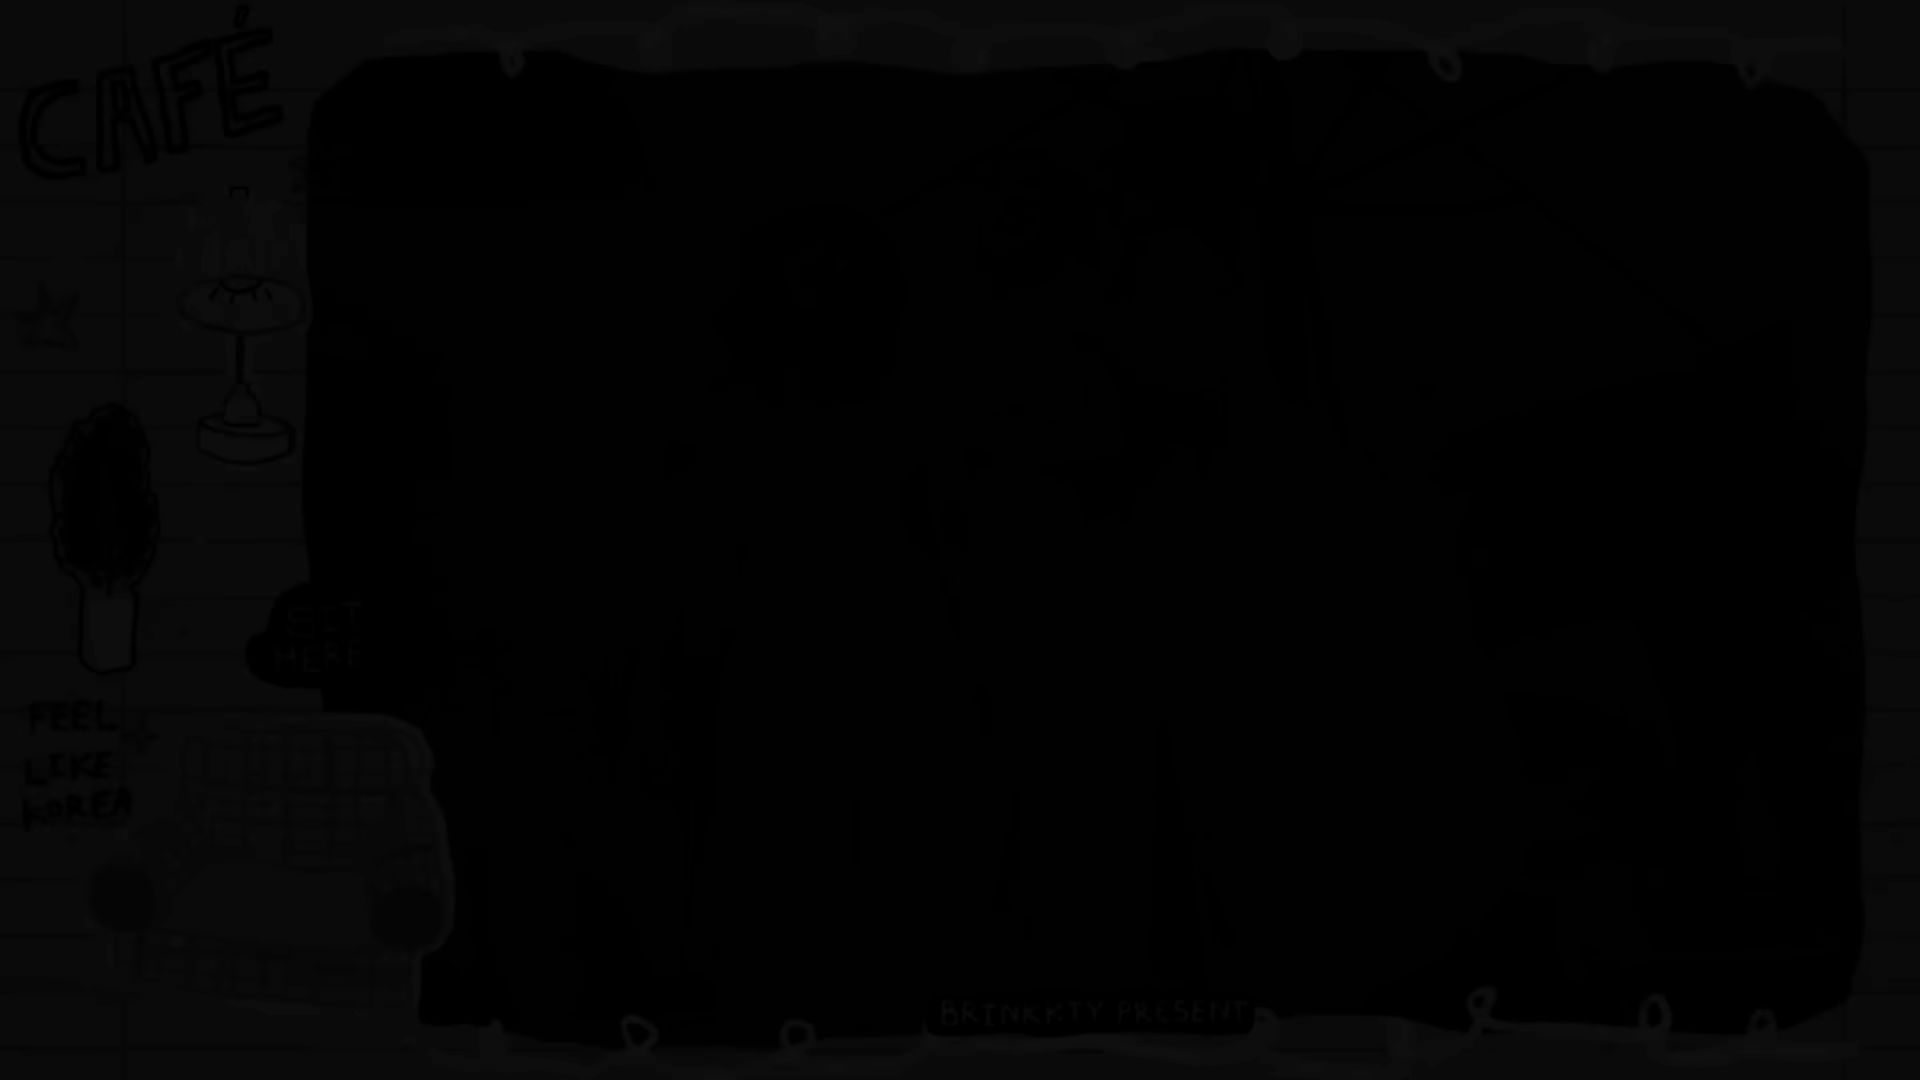 CAFÉ
SIT
HERE
FEEL
LIKE
KOREA
BRINKKTY PRESENT